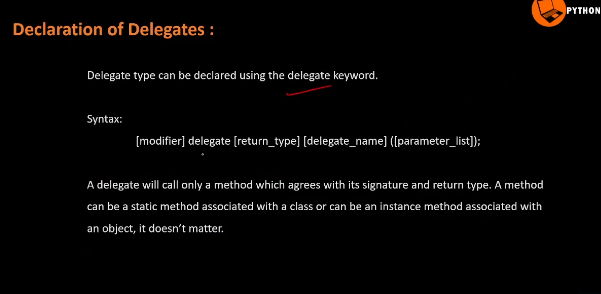 PYTHON
Declaration of Delegates :
Delegate type can be declared using the delegate keyword.
Syntax:
[modifier] delegate [return_type] [delegate_name] ([parameter_list]);
A delegate will call only a method which agrees with its signature and return type. A method
can be a static method associated with a class or can be an instance method associated with
an object, it doesn't matter.